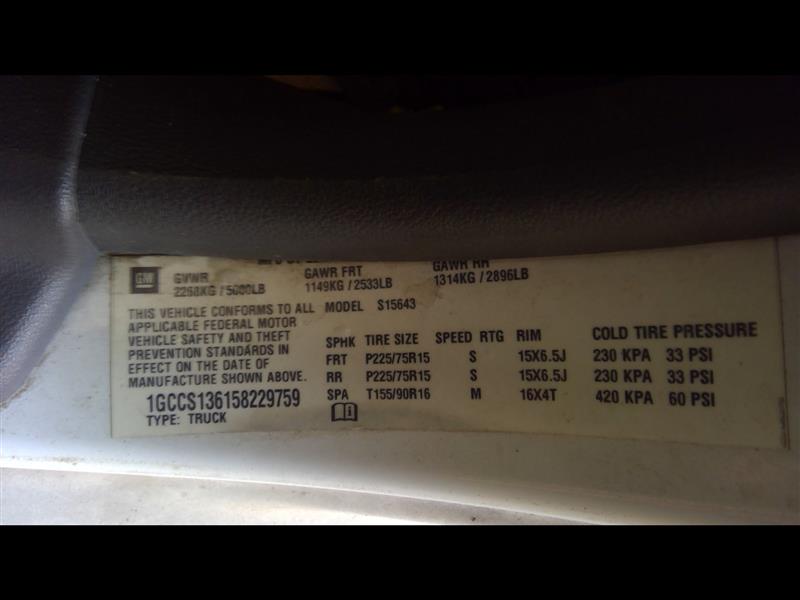 GM
GVWR GAWR FRT GAWR RR
2268KG / 5000LB 1149KG / 2533LB 1314KG / 2896LB
THIS VEHICLE CONFORMS TO ALL MODEL S15643
APPLICABLE FEDERAL MOTOR
VEHICLE SAFETY AND THEFT
PREVENTION STANDARDS IN
EFFECT ON THE DATE OF
MANUFACTURE SHOWN ABOVE.
1GCCS136158229759
TYPE: TRUCK
SPHK TIRE SIZE SPEED RTG RIM COLD TIRE PRESSURE
FRT P225/75R15 S 15X6.5J 230 KPA 33 PSI
RR P225/75R15 S 15X6.5J 230 KPA 33 PSI
SPA T155/90R16 M 16X4T 420 KPA 60 PSI